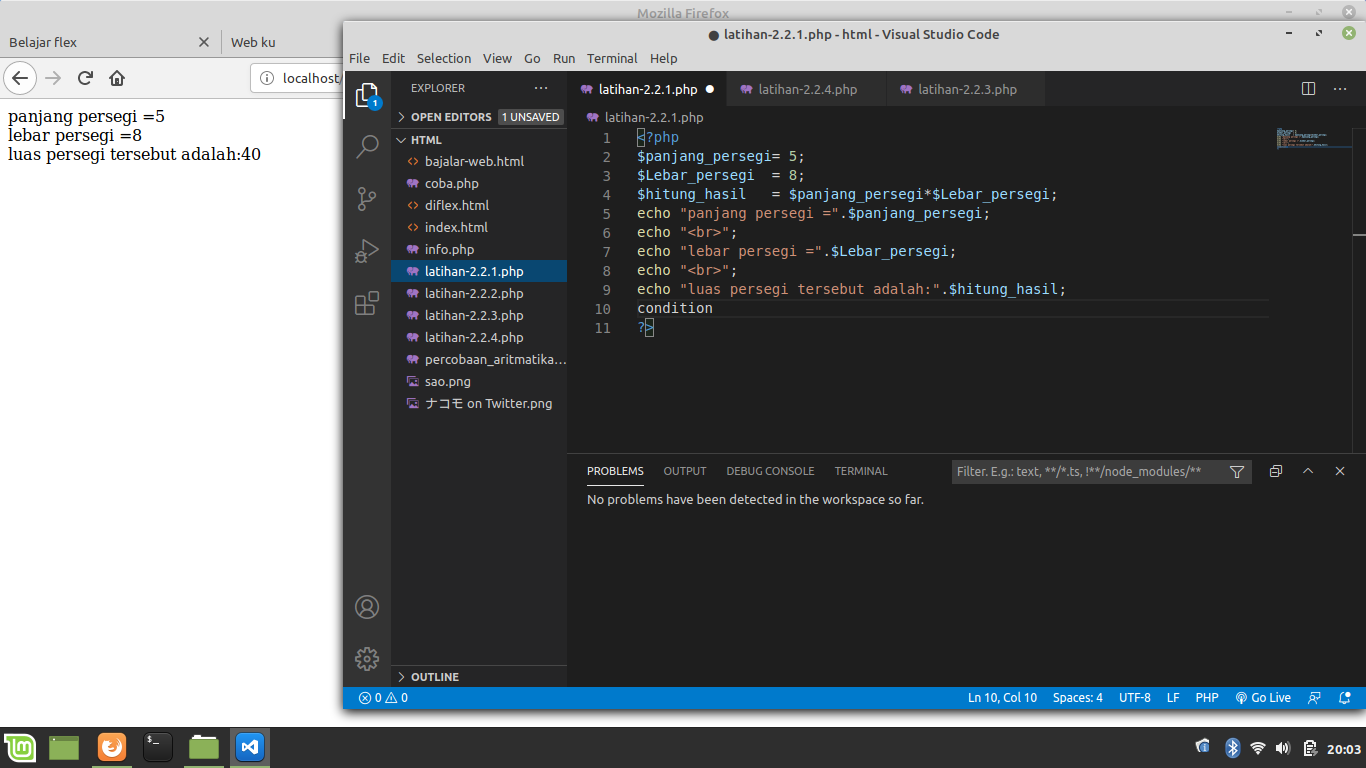 Mozilla Firefox
Belajar flex
Web ku
localhost/
panjang persegi =5
lebar persegi =8
luas persegi tersebut adalah:40
● latihan-2.2.1.php - html - Visual Studio Code
File Edit Selection View Go Run Terminal Help
1
EXPLORER
OPEN EDITORS 1 UNSAVED
HTML
bajalar-web.html
coba.php
diflex.html
index.html
info.php
latihan-2.2.1.php
latihan-2.2.2.php
latihan-2.2.3.php
latihan-2.2.4.php
percobaan_aritmatika...
sao.png
ナコモ on Twitter.png
OUTLINE
latihan-2.2.1.php ● latihan-2.2.4.php latihan-2.2.3.php
latihan-2.2.1.php
1 <?php
2 $panjang_persegi= 5;
3 $Lebar_persegi  = 8;
4 $hitung_hasil   = $panjang_persegi*$Lebar_persegi;
5 echo "panjang persegi =".$panjang_persegi;
6 echo "<br>";
7 echo "lebar persegi =".$Lebar_persegi;
8 echo "<br>";
9 echo "luas persegi tersebut adalah:".$hitung_hasil;
10 condition
11 ?>
PROBLEMS OUTPUT DEBUG CONSOLE TERMINAL
Filter. E.g.: text, **/*.ts, !**/node_modules/**
No problems have been detected in the workspace so far.
0 0
Ln 10, Col 10 Spaces: 4 UTF-8 LF PHP Go Live
20:03